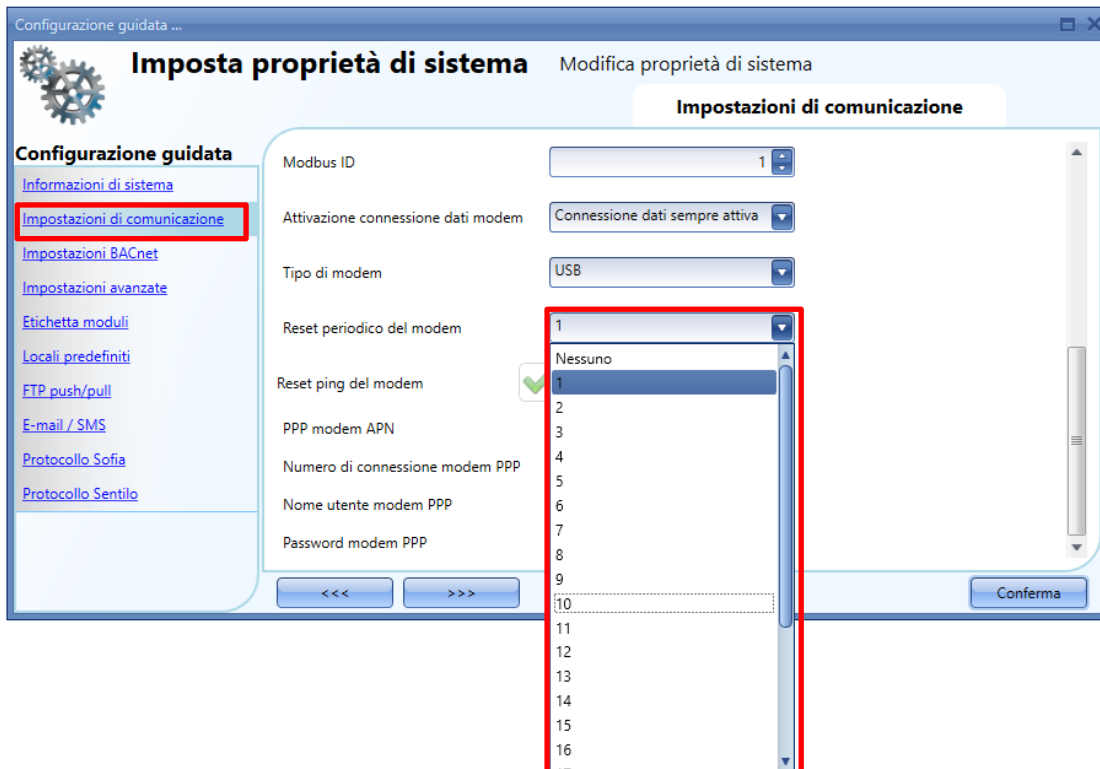 Configurazione guidata ...
Imposta proprietà di sistema Modifica proprietà di sistema
Impostazioni di comunicazione
Configurazione guidata
Informazioni di sistema
Impostazioni di comunicazione
Impostazioni BACnet
Impostazioni avanzate
Etichetta moduli
Locali predefiniti
FTP push/pull
E-mail / SMS
Protocollo Sofia
Protocollo Sentilo
Modbus ID 1
Attivazione connessione dati modem Connessione dati sempre attiva
Tipo di modem USB
Reset periodico del modem 1
Reset ping del modem
PPP modem APN
Numero di connessione modem PPP
Nome utente modem PPP
Password modem PPP
Nessuno
1
2
3
4
5
6
7
8
9
10
11
12
13
14
15
16
<<< >>> Conferma